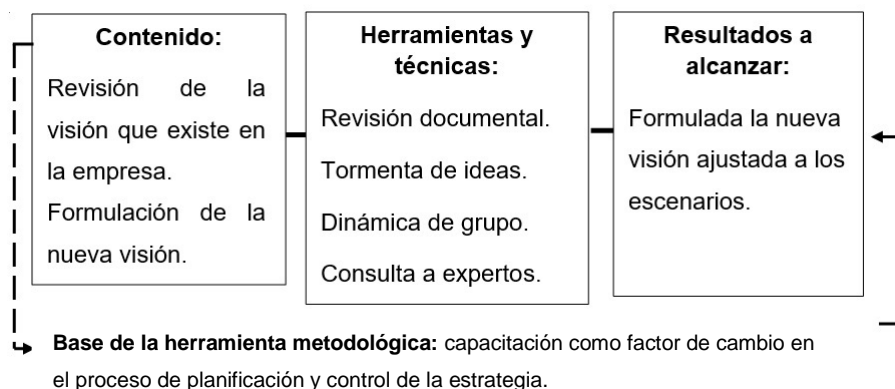 Contenido:
Revisión de la
visión que existe en
la empresa.
Formulación de la
nueva visión.
Herramientas y
técnicas:
Revisión documental.
Tormenta de ideas.
Dinámica de grupo.
Consulta a expertos.
Resultados a
alcanzar:
Formulada la nueva
visión ajustada a los
escenarios.
Base de la herramienta metodológica: capacitación como factor de cambio en
el proceso de planificación y control de la estrategia.